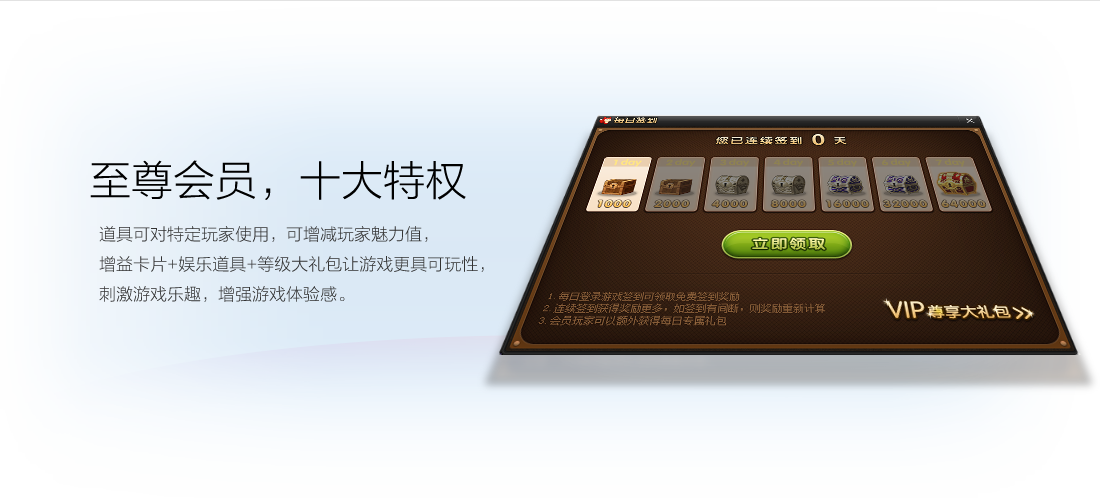 至尊会员，十大特权
道具可对特定玩家使用，可增减玩家魅力值，
增益卡片+娱乐道具+等级大礼包让游戏更具可玩性，
刺激游戏乐趣，增强游戏体验感。
每日签到
您已连续签到 0 天
1000 2000 4000 8000 16000 32000 64000
立即领取
1. 每日登录游戏签到可领取免费签到奖励
2. 连续签到获得奖励更多，如签到有间断，则奖励重新计算
3. 会员玩家可以额外获得每日专属礼包
VIP尊享大礼包